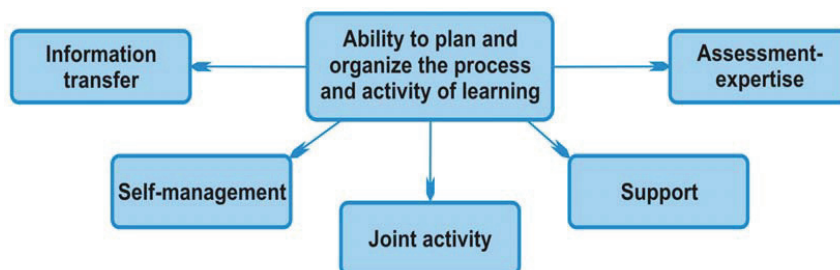 Information
transfer
Ability to plan and
organize the process
and activity of learning
Assessment-
expertise
Self-management
Joint activity
Support